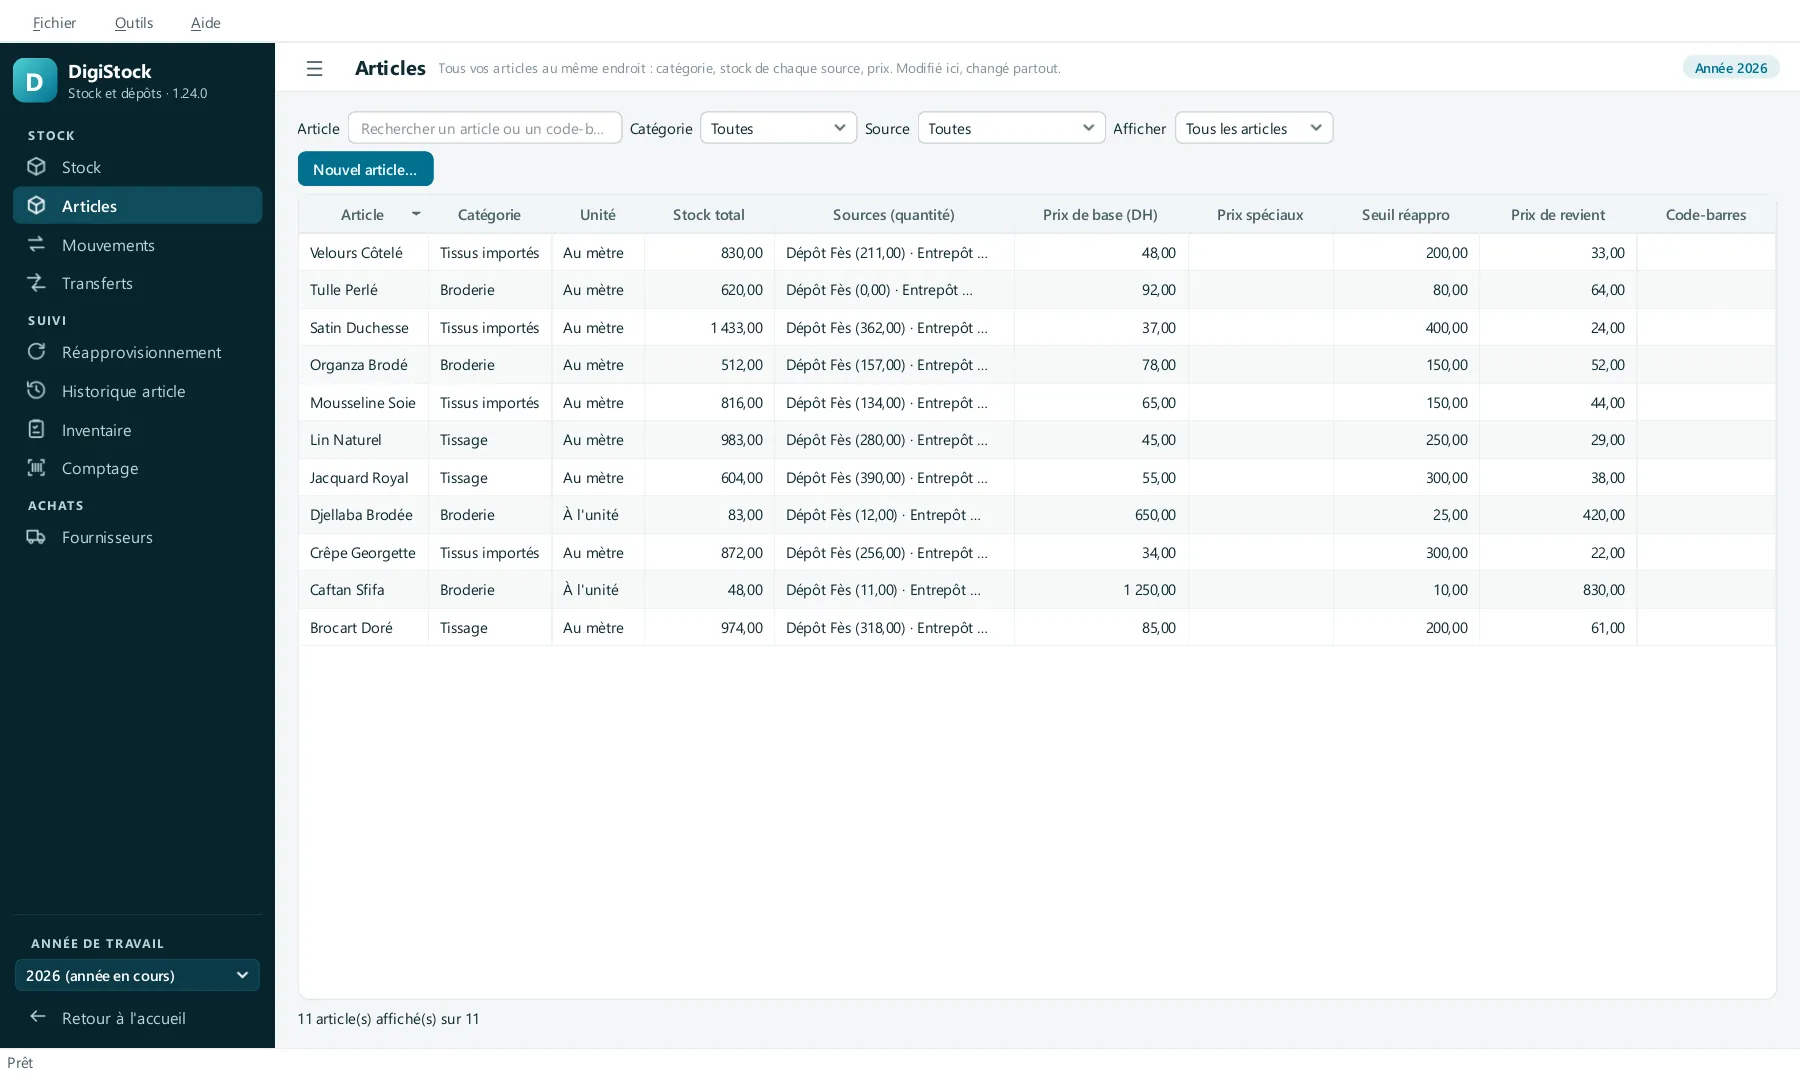 Fichier Outils Aide
D DigiStock
Stock et dépôts · 1.24.0
STOCK
Stock
Articles
Mouvements
Transferts
SUIVI
Réapprovisionnement
Historique article
Inventaire
Comptage
ACHATS
Fournisseurs
ANNÉE DE TRAVAIL
2026 (année en cours)
Retour à l'accueil
Articles Tous vos articles au même endroit : catégorie, stock de chaque source, prix. Modifié ici, changé partout. Année 2026
Article Rechercher un article ou un code-b... Catégorie Toutes Source Toutes Afficher Tous les articles
Nouvel article...
Article Catégorie Unité Stock total Sources (quantité) Prix de base (DH) Prix spéciaux Seuil réappro Prix de revient Code-barres
Velours Côtelé Tissus importés Au mètre 830,00 Dépôt Fès (211,00) · Entrepôt ... 48,00 200,00 33,00
Tulle Perlé Broderie Au mètre 620,00 Dépôt Fès (0,00) · Entrepôt ... 92,00 80,00 64,00
Satin Duchesse Tissus importés Au mètre 1 433,00 Dépôt Fès (362,00) · Entrepôt ... 37,00 400,00 24,00
Organza Brodé Broderie Au mètre 512,00 Dépôt Fès (157,00) · Entrepôt ... 78,00 150,00 52,00
Mousseline Soie Tissus importés Au mètre 816,00 Dépôt Fès (134,00) · Entrepôt ... 65,00 150,00 44,00
Lin Naturel Tissage Au mètre 983,00 Dépôt Fès (280,00) · Entrepôt ... 45,00 250,00 29,00
Jacquard Royal Tissage Au mètre 604,00 Dépôt Fès (390,00) · Entrepôt ... 55,00 300,00 38,00
Djellaba Brodée Broderie À l'unité 83,00 Dépôt Fès (12,00) · Entrepôt ... 650,00 25,00 420,00
Crêpe Georgette Tissus importés Au mètre 872,00 Dépôt Fès (256,00) · Entrepôt ... 34,00 300,00 22,00
Caftan Sfifa Broderie À l'unité 48,00 Dépôt Fès (11,00) · Entrepôt ... 1 250,00 10,00 830,00
Brocart Doré Tissage Au mètre 974,00 Dépôt Fès (318,00) · Entrepôt ... 85,00 200,00 61,00
11 article(s) affiché(s) sur 11
Prêt